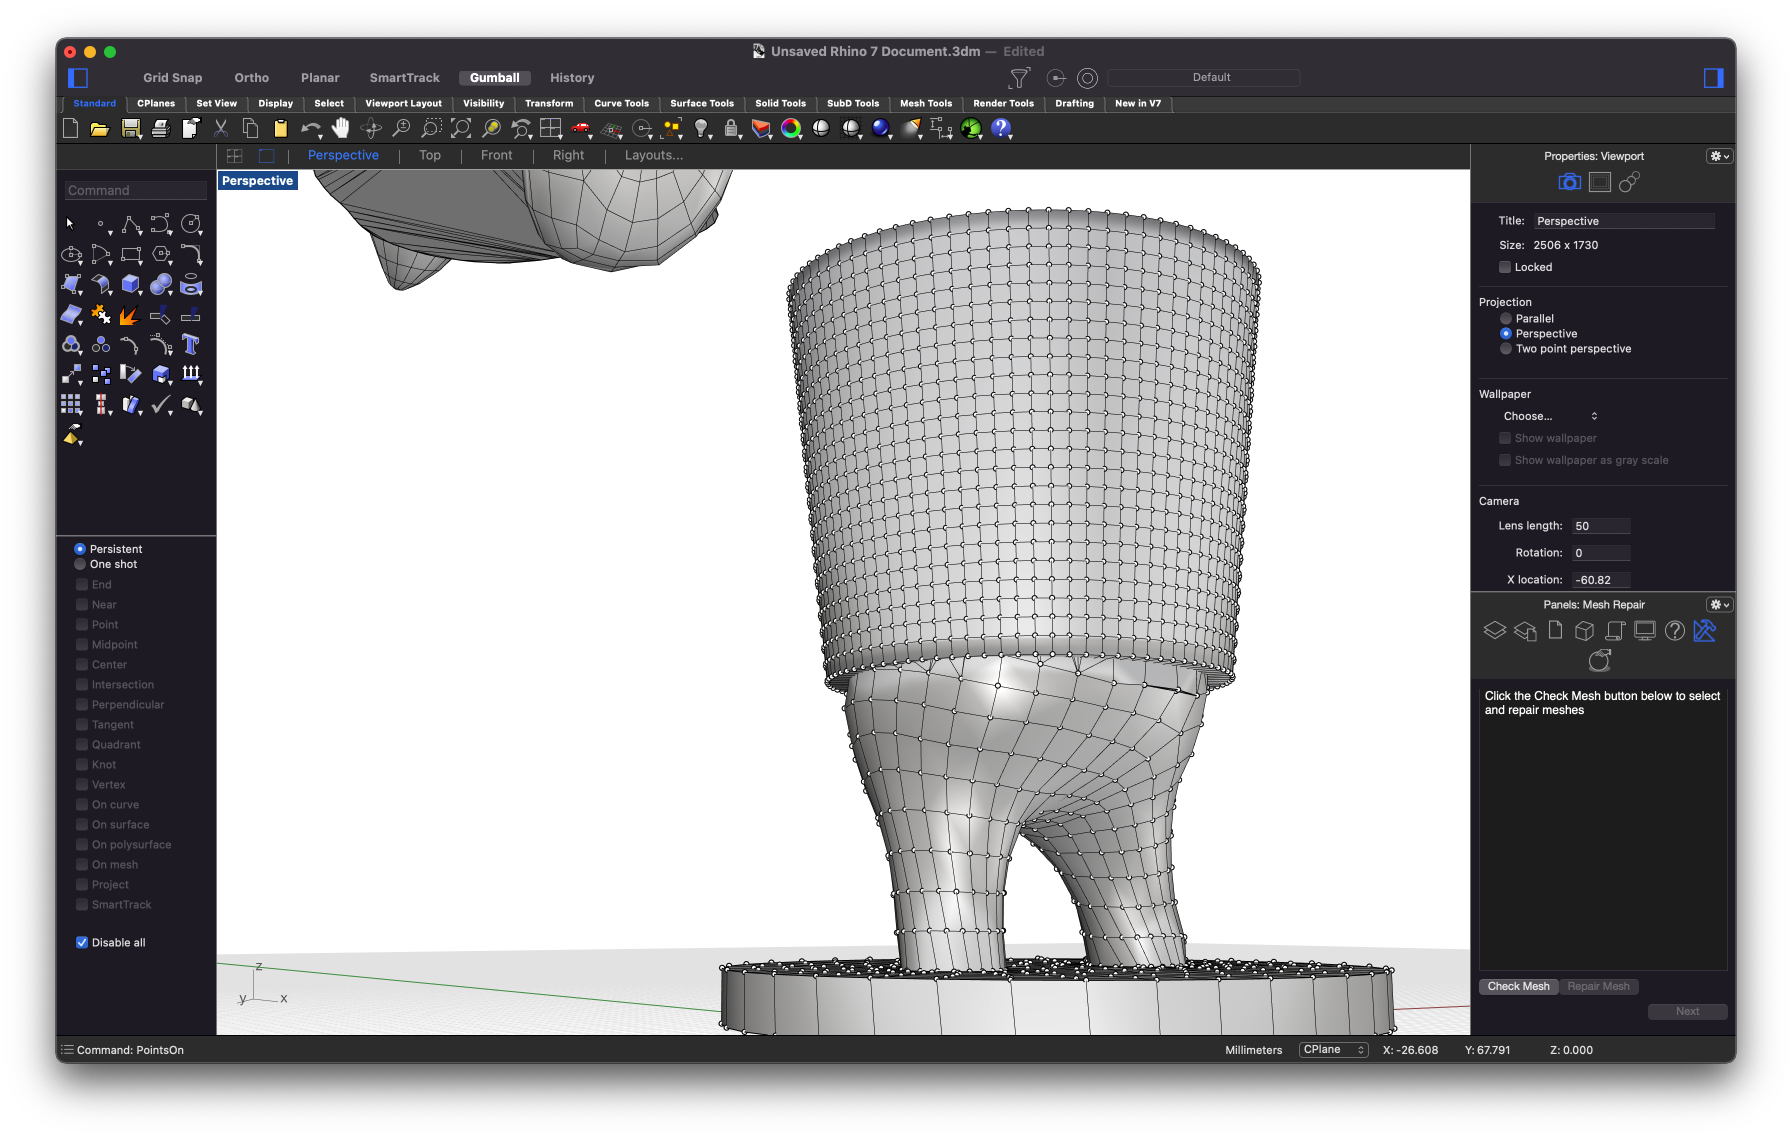 Unsaved Rhino 7 Document.3dm — Edited
Grid Snap Ortho Planar SmartTrack Gumball History Default
Standard CPlanes Set View Display Select Viewport Layout Visibility Transform Curve Tools Surface Tools Solid Tools SubD Tools Mesh Tools Render Tools Drafting New in V7
Perspective Top Front Right Layouts...
Perspective
Command
Persistent
One shot
End
Near
Point
Midpoint
Center
Intersection
Perpendicular
Tangent
Quadrant
Knot
Vertex
On curve
On surface
On polysurface
On mesh
Project
SmartTrack
Disable all
z
y x
Properties: Viewport
Title: Perspective
Size: 2506 x 1730
Locked
Projection
Parallel
Perspective
Two point perspective
Wallpaper
Choose...
Show wallpaper
Show wallpaper as gray scale
Camera
Lens length: 50
Rotation: 0
X location: -60.82
Panels: Mesh Repair
Click the Check Mesh button below to select
and repair meshes
Check Mesh Repair Mesh
Next
Command: PointsOn
Millimeters CPlane X: -26.608 Y: 67.791 Z: 0.000